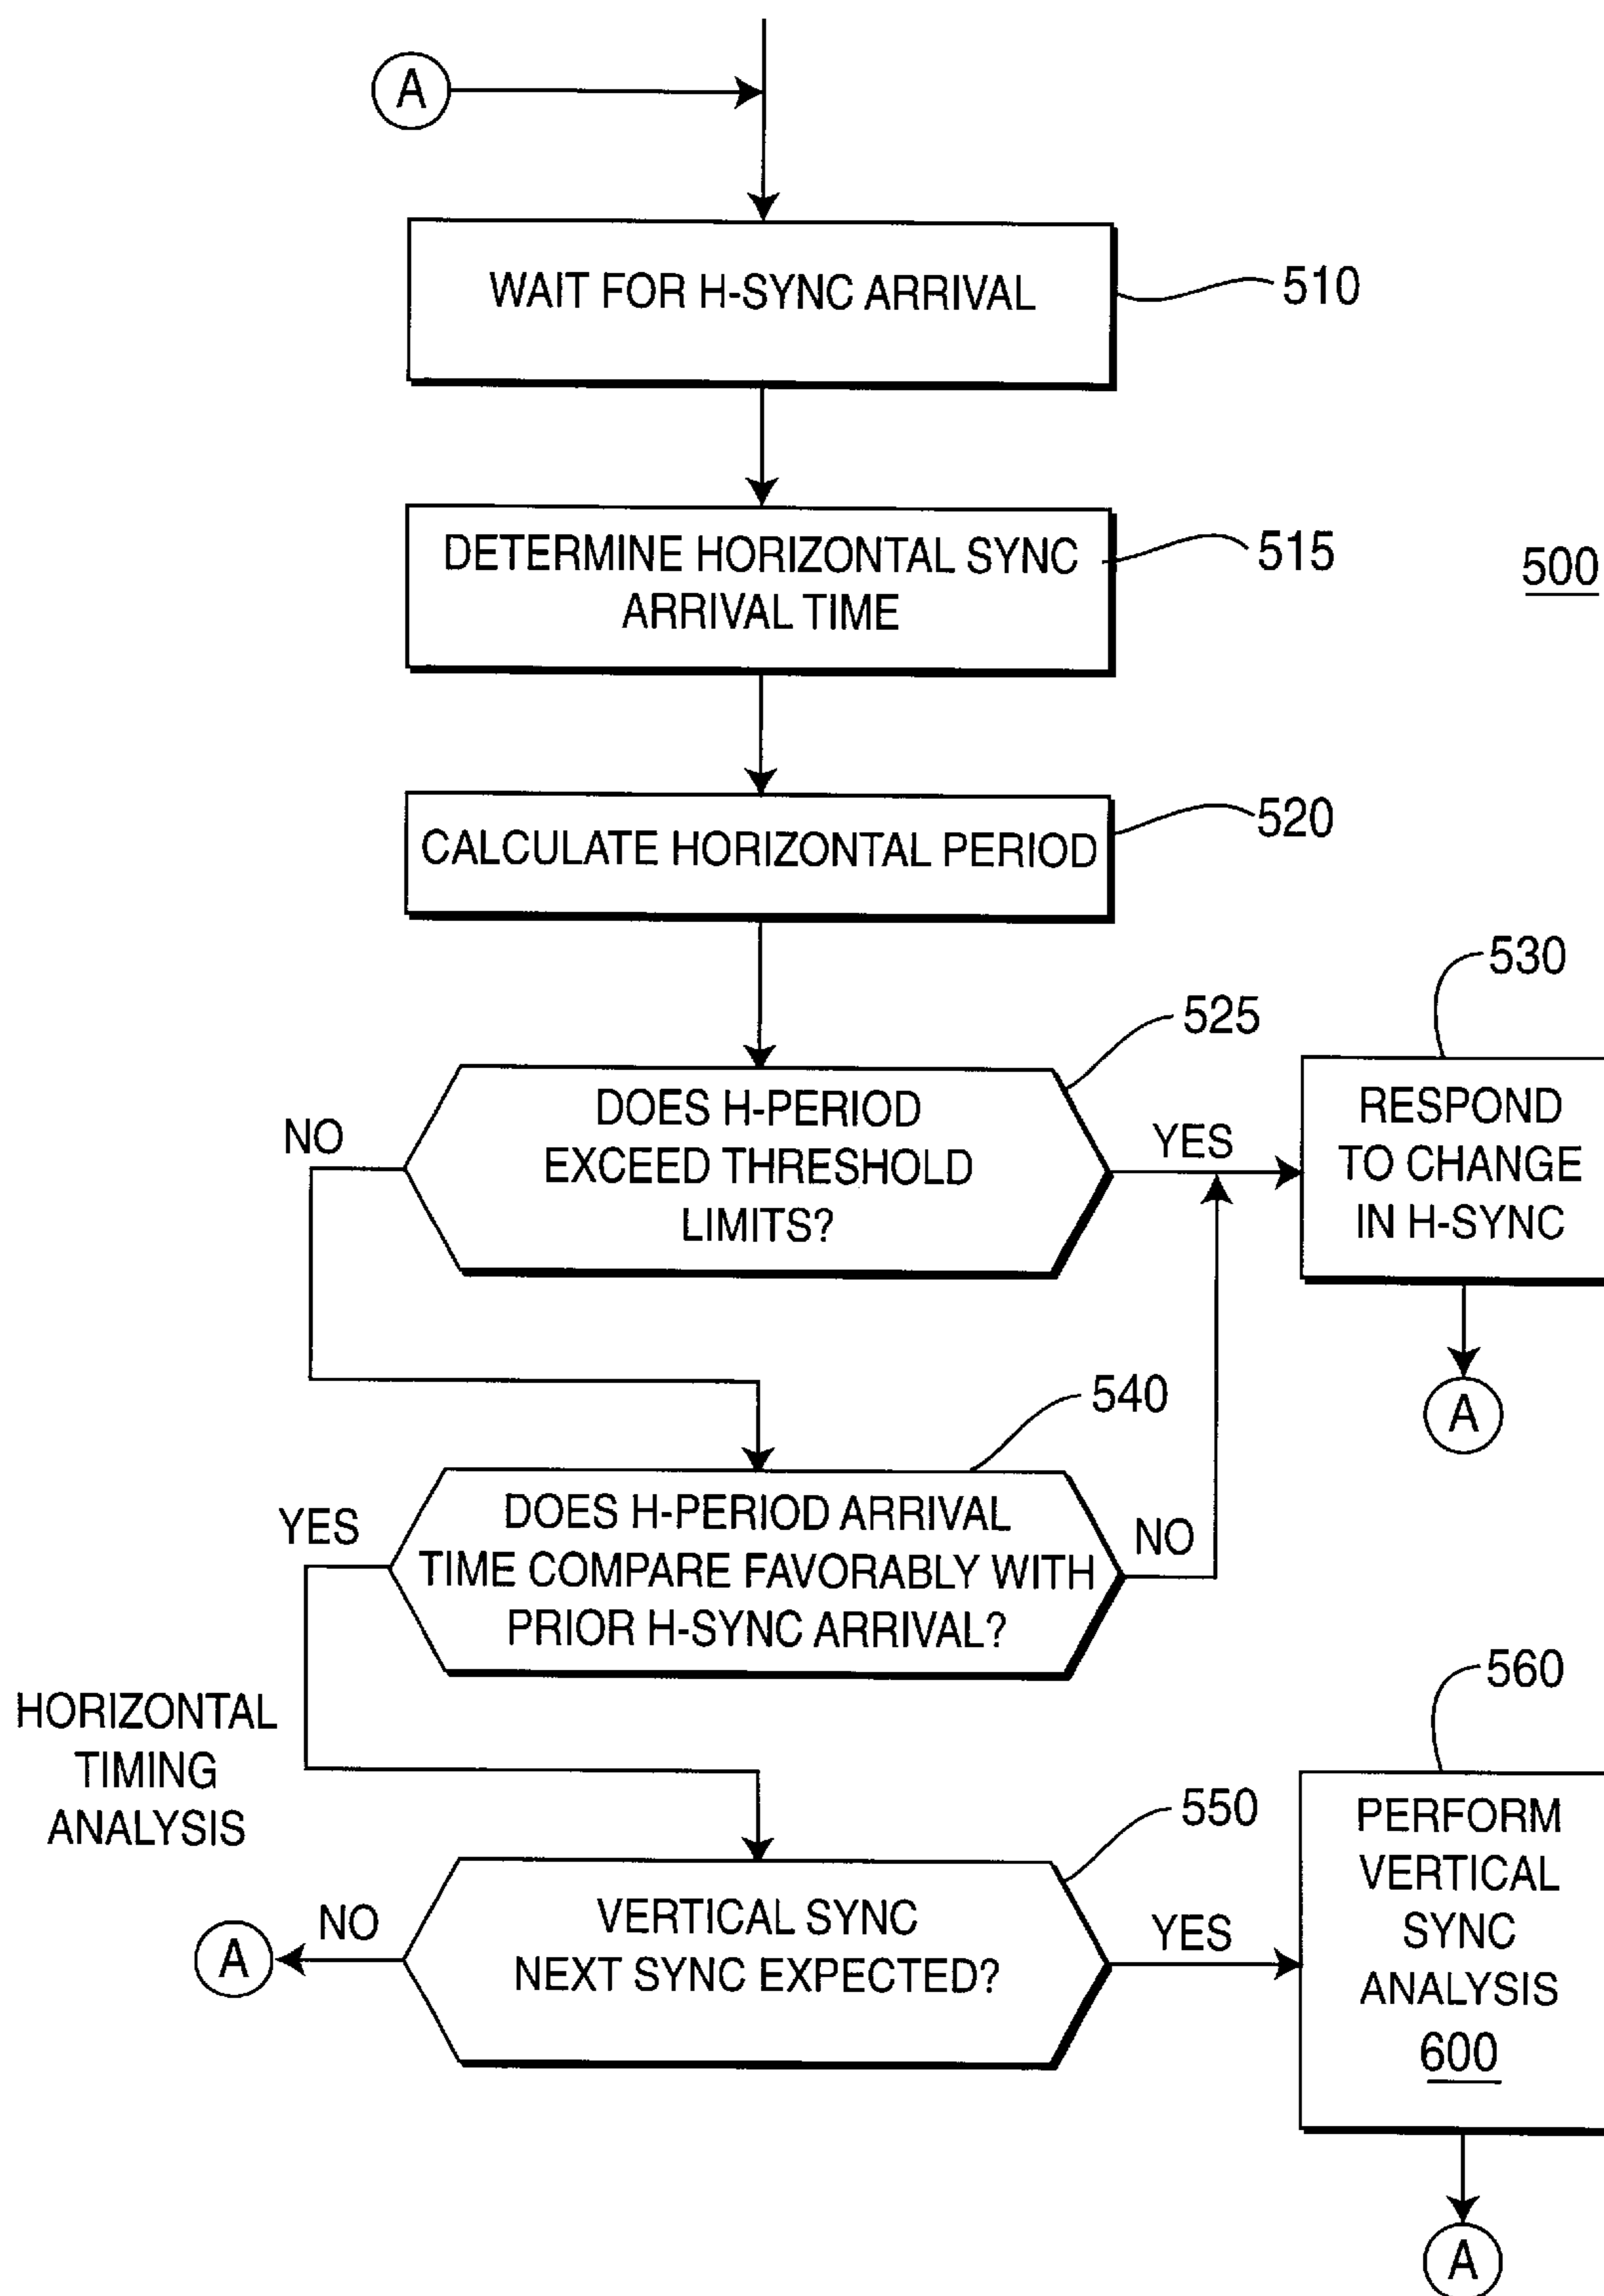 A
WAIT FOR H-SYNC ARRIVAL
510
DETERMINE HORIZONTAL SYNC
ARRIVAL TIME
515
500
CALCULATE HORIZONTAL PERIOD
520
525
530
NO
DOES H-PERIOD
EXCEED THRESHOLD
LIMITS?
YES
RESPOND
TO CHANGE
IN H-SYNC
A
540
YES
DOES H-PERIOD ARRIVAL
TIME COMPARE FAVORABLY WITH
PRIOR H-SYNC ARRIVAL?
NO
HORIZONTAL
TIMING
ANALYSIS
550
560
A
NO
VERTICAL SYNC
NEXT SYNC EXPECTED?
YES
PERFORM
VERTICAL
SYNC
ANALYSIS
600
A